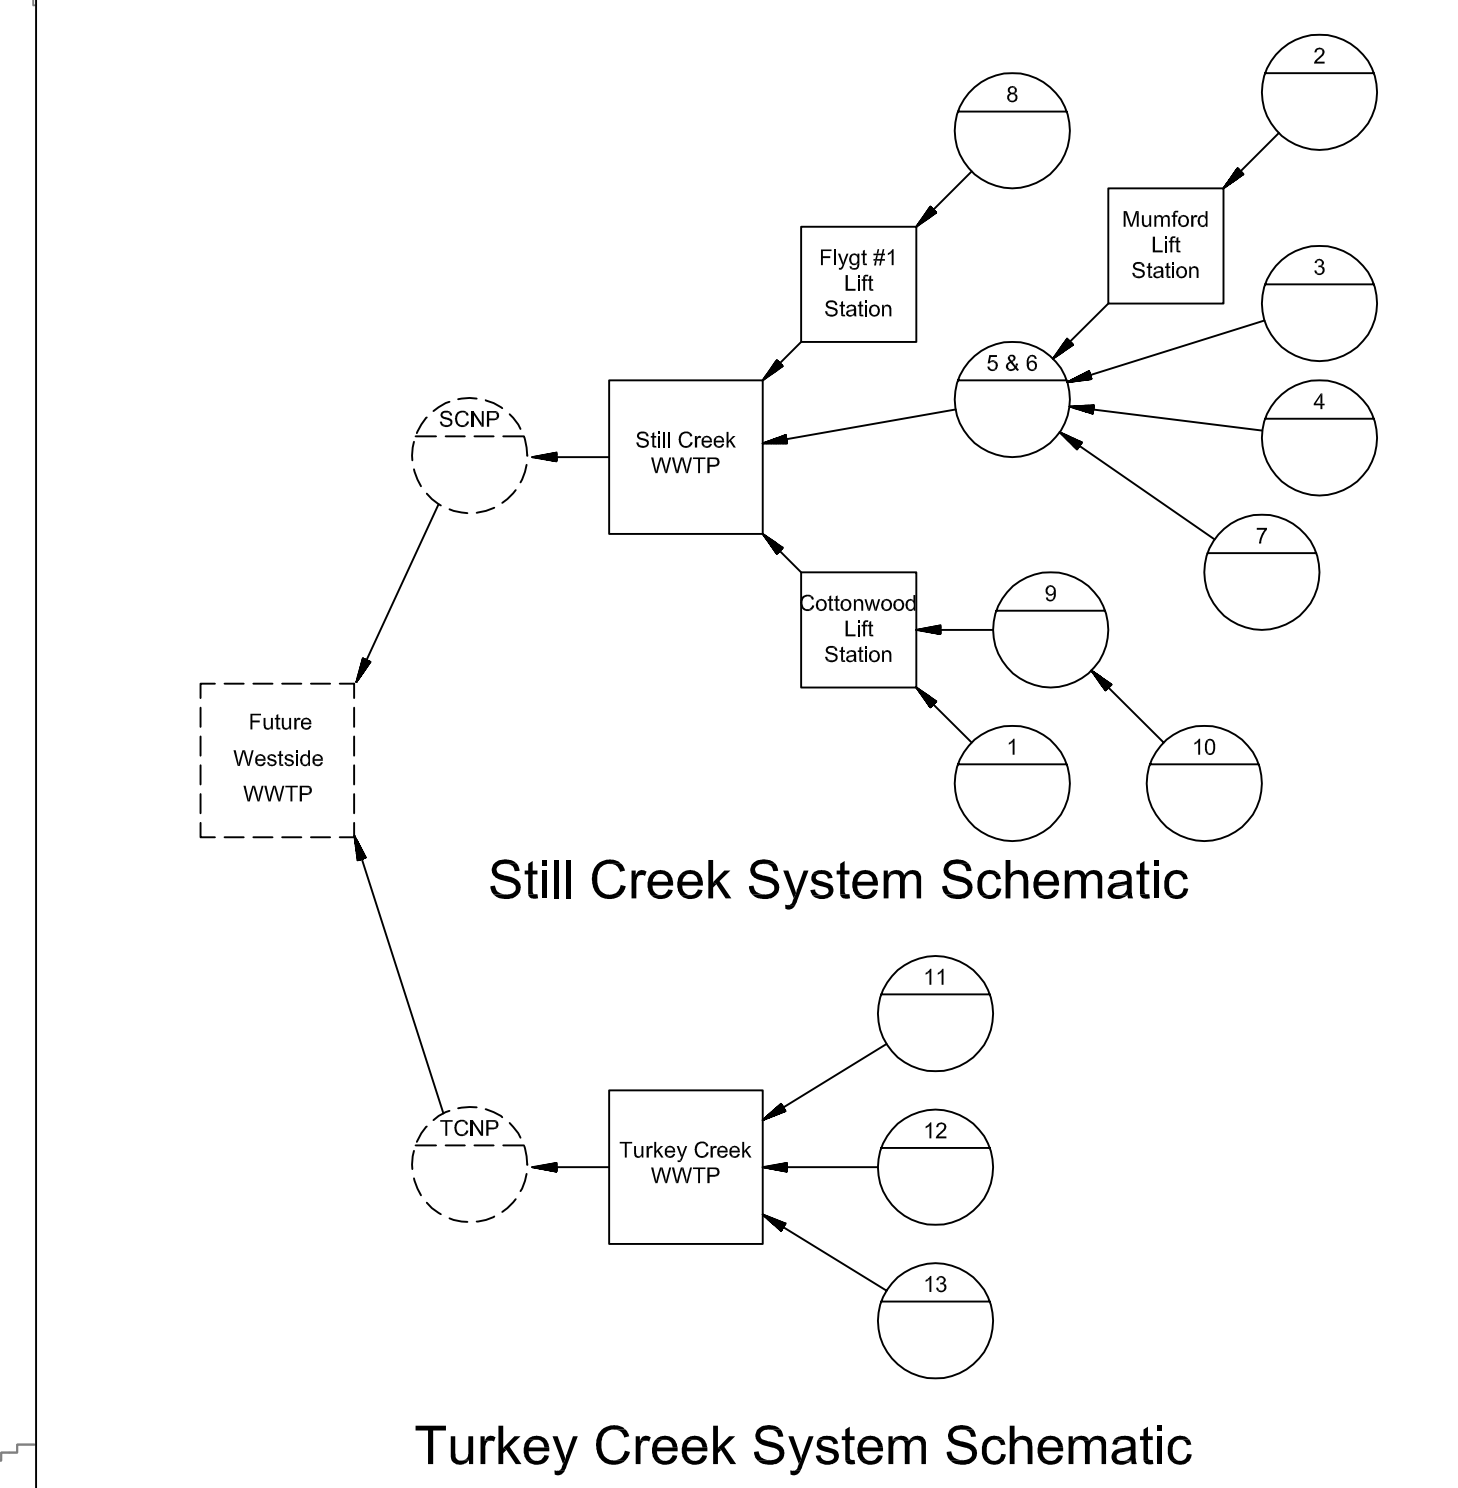 2
8
Mumford
Lift
Station
Flygt #1
Lift
Station
3
5 & 6
4
SCNP
Still Creek
WWTP
7
Cottonwood
Lift
Station
9
Future
Westside
WWTP
1
10
Still Creek System Schematic
11
TCNP
Turkey Creek
WWTP
12
13
Turkey Creek System Schematic